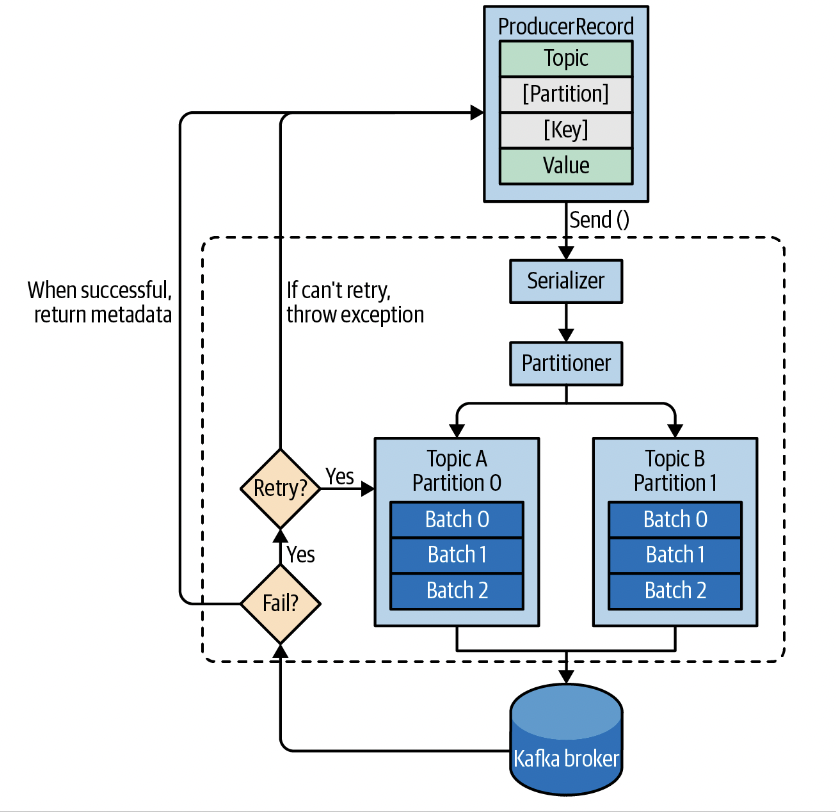 ProducerRecord
Topic
[Partition]
[Key]
Value
Send ()
Serializer
When successful,
return metadata
If can't retry,
throw exception
Partitioner
Topic A
Partition 0
Topic B
Partition 1
Retry?
Yes
Batch 0
Batch 1
Batch 2
Batch 0
Batch 1
Batch 2
Yes
Fail?
Kafka broker